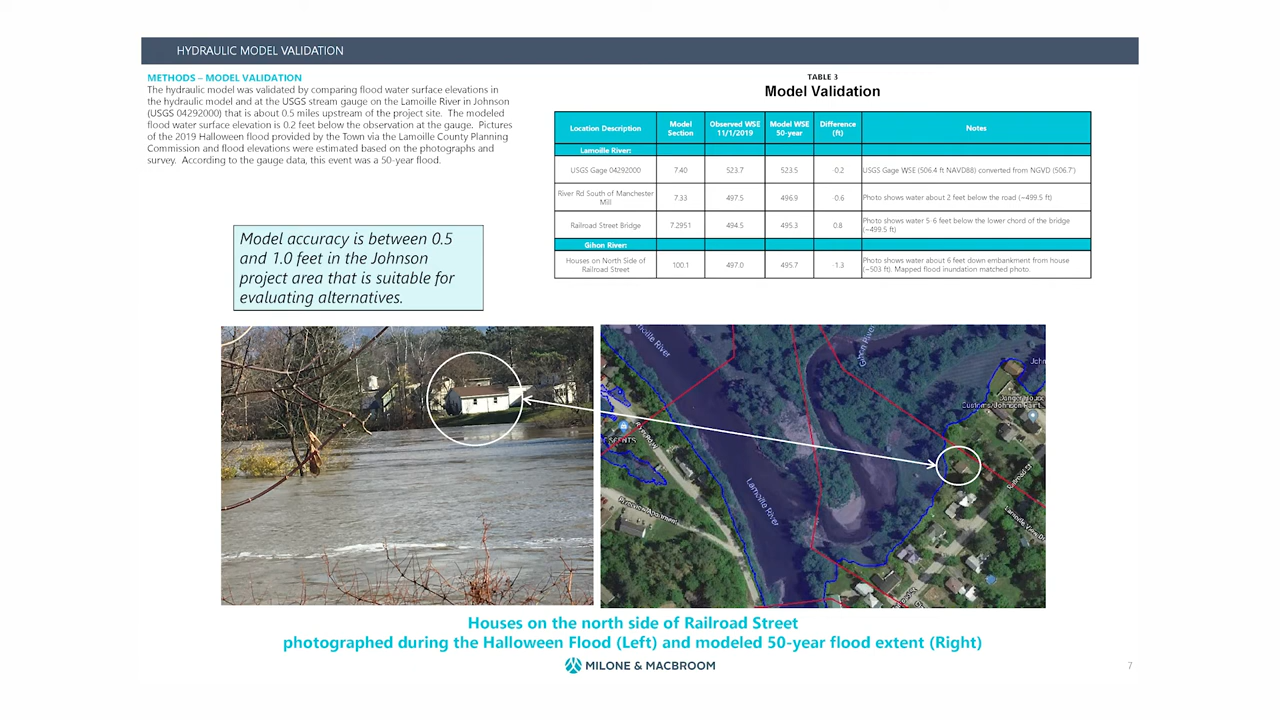 HYDRAULIC MODEL VALIDATION
METHODS – MODEL VALIDATION
The hydraulic model was validated by comparing flood water surface elevations in
the hydraulic model and at the USGS stream gauge on the Lamoille River in Johnson
(USGS 04292000) that is about 0.5 miles upstream of the project site. The modeled
flood water surface elevation is 0.2 feet below the observation at the gauge. Pictures
of the 2019 Halloween flood provided by the Town via the Lamoille County Planning
Commission and flood elevations were estimated based on the photographs and
survey. According to the gauge data, this event was a 50-year flood.
Model accuracy is between 0.5
and 1.0 feet in the Johnson
project area that is suitable for
evaluating alternatives.
TABLE 3
Model Validation
Location Description
Model Section
Observed WSE 11/1/2019
Model WSE 50-year
Difference (ft)
Notes
Lamoille River:
USGS Gage 04292000 7.40 523.7 523.5 -0.2 USGS Gage WSE (506.4 ft NAVD88) converted from NGVD (506.7')
River Rd South of Manchester
Mill 7.33 497.5 496.9 -0.6 Photo shows water about 2 feet below the road (~499.5 ft)
Railroad Street Bridge 7.2951 494.5 495.3 0.8 Photo shows water 5-6 feet below the lower chord of the bridge
(~499.5 ft)
Gihon River:
Houses on North Side of
Railroad Street 100.1 497.0 495.7 -1.3 Photo shows water about 6 feet down embankment from house
(~503 ft). Mapped flood inundation matched photo.
Lamoille River
Gihon River
Railroad St
Houses on the north side of Railroad Street
photographed during the Halloween Flood (Left) and modeled 50-year flood extent (Right)
MILONE & MACBROOM
7